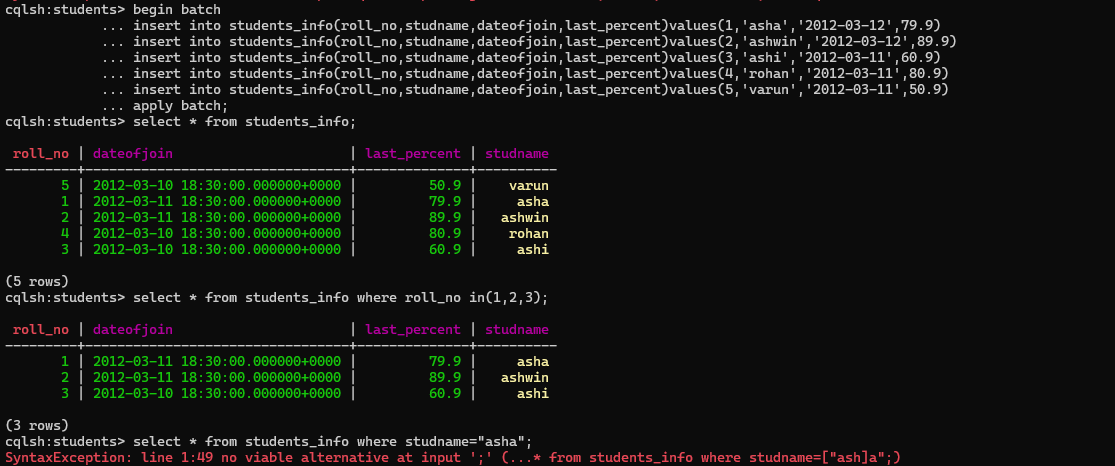 cqlsh:students> begin batch
... insert into students_info(roll_no,studname,dateofjoin,last_percent)values(1,'asha','2012-03-12',79.9)
... insert into students_info(roll_no,studname,dateofjoin,last_percent)values(2,'ashwin','2012-03-12',89.9)
... insert into students_info(roll_no,studname,dateofjoin,last_percent)values(3,'ashi','2012-03-11',60.9)
... insert into students_info(roll_no,studname,dateofjoin,last_percent)values(4,'rohan','2012-03-11',80.9)
... insert into students_info(roll_no,studname,dateofjoin,last_percent)values(5,'varun','2012-03-11',50.9)
... apply batch;
cqlsh:students> select * from students_info;
roll_no | dateofjoin | last_percent | studname
---------+---------------------------------+--------------+----------
5 | 2012-03-10 18:30:00.000000+0000 | 50.9 | varun
1 | 2012-03-11 18:30:00.000000+0000 | 79.9 | asha
2 | 2012-03-11 18:30:00.000000+0000 | 89.9 | ashwin
4 | 2012-03-10 18:30:00.000000+0000 | 80.9 | rohan
3 | 2012-03-10 18:30:00.000000+0000 | 60.9 | ashi
(5 rows)
cqlsh:students> select * from students_info where roll_no in(1,2,3);
roll_no | dateofjoin | last_percent | studname
---------+---------------------------------+--------------+----------
1 | 2012-03-11 18:30:00.000000+0000 | 79.9 | asha
2 | 2012-03-11 18:30:00.000000+0000 | 89.9 | ashwin
3 | 2012-03-10 18:30:00.000000+0000 | 60.9 | ashi
(3 rows)
cqlsh:students> select * from students_info where studname="asha";
SyntaxException: line 1:49 no viable alternative at input ';' (...* from students_info where studname=["ash]a";)